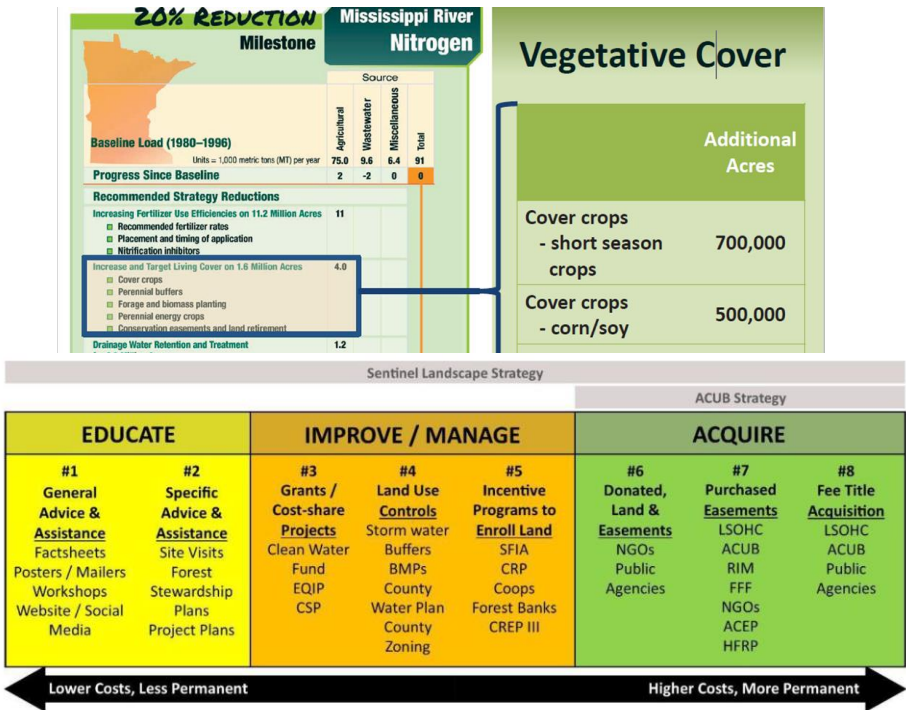 20% REDUCTION
Milestone
Mississippi River
Nitrogen
Source
Agricultural
Wastewater
Miscellaneous
Total
Baseline Load (1980–1996)
Units = 1,000 metric tons (MT) per year 75.0 9.6 6.4 91
Progress Since Baseline 2 -2 0 0
Recommended Strategy Reductions
Increasing Fertilizer Use Efficiencies on 11.2 Million Acres 11
Recommended fertilizer rates
Placement and timing of application
Nitrification inhibitors
Increase and Target Living Cover on 1.6 Million Acres 4.0
Cover crops
Perennial buffers
Forage and biomass planting
Perennial energy crops
Conservation easements and land retirement
Drainage Water Retention and Treatment 1.2
Vegetative Cover
Additional
Acres
Cover crops
- short season 700,000
crops
Cover crops
- corn/soy 500,000
Sentinel Landscape Strategy
ACUB Strategy
EDUCATE
#1
General
Advice &
Assistance
Factsheets
Posters / Mailers
Workshops
Website / Social
Media
#2
Specific
Advice &
Assistance
Site Visits
Forest
Stewardship
Plans
Project Plans
IMPROVE / MANAGE
#3
Grants /
Cost-share
Projects
Clean Water
Fund
EQIP
CSP
#4
Land Use
Controls
Storm water
Buffers
BMPs
County
Water Plan
County
Zoning
#5
Incentive
Programs to
Enroll Land
SFIA
CRP
Coops
Forest Banks
CREP III
ACQUIRE
#6
Donated,
Land &
Easements
NGOs
Public
Agencies
#7
Purchased
Easements
LSOHC
ACUB
RIM
FFF
NGOs
ACEP
HFRP
#8
Fee Title
Acquisition
LSOHC
ACUB
Public
Agencies
Lower Costs, Less Permanent
Higher Costs, More Permanent